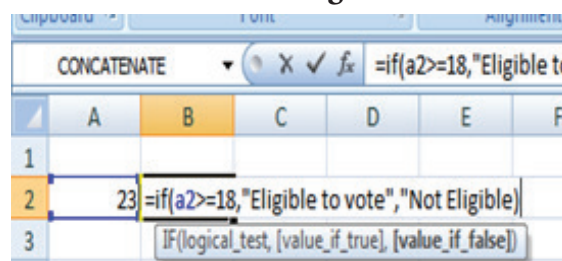 Clipboard Font Alignment
CONCATENATE fx =if(a2>=18,"Eligible t
A B C D E F
1
2 23 =if(a2>=18,"Eligible to vote","Not Eligible)
3 IF(logical_test, [value_if_true], [value_if_false])